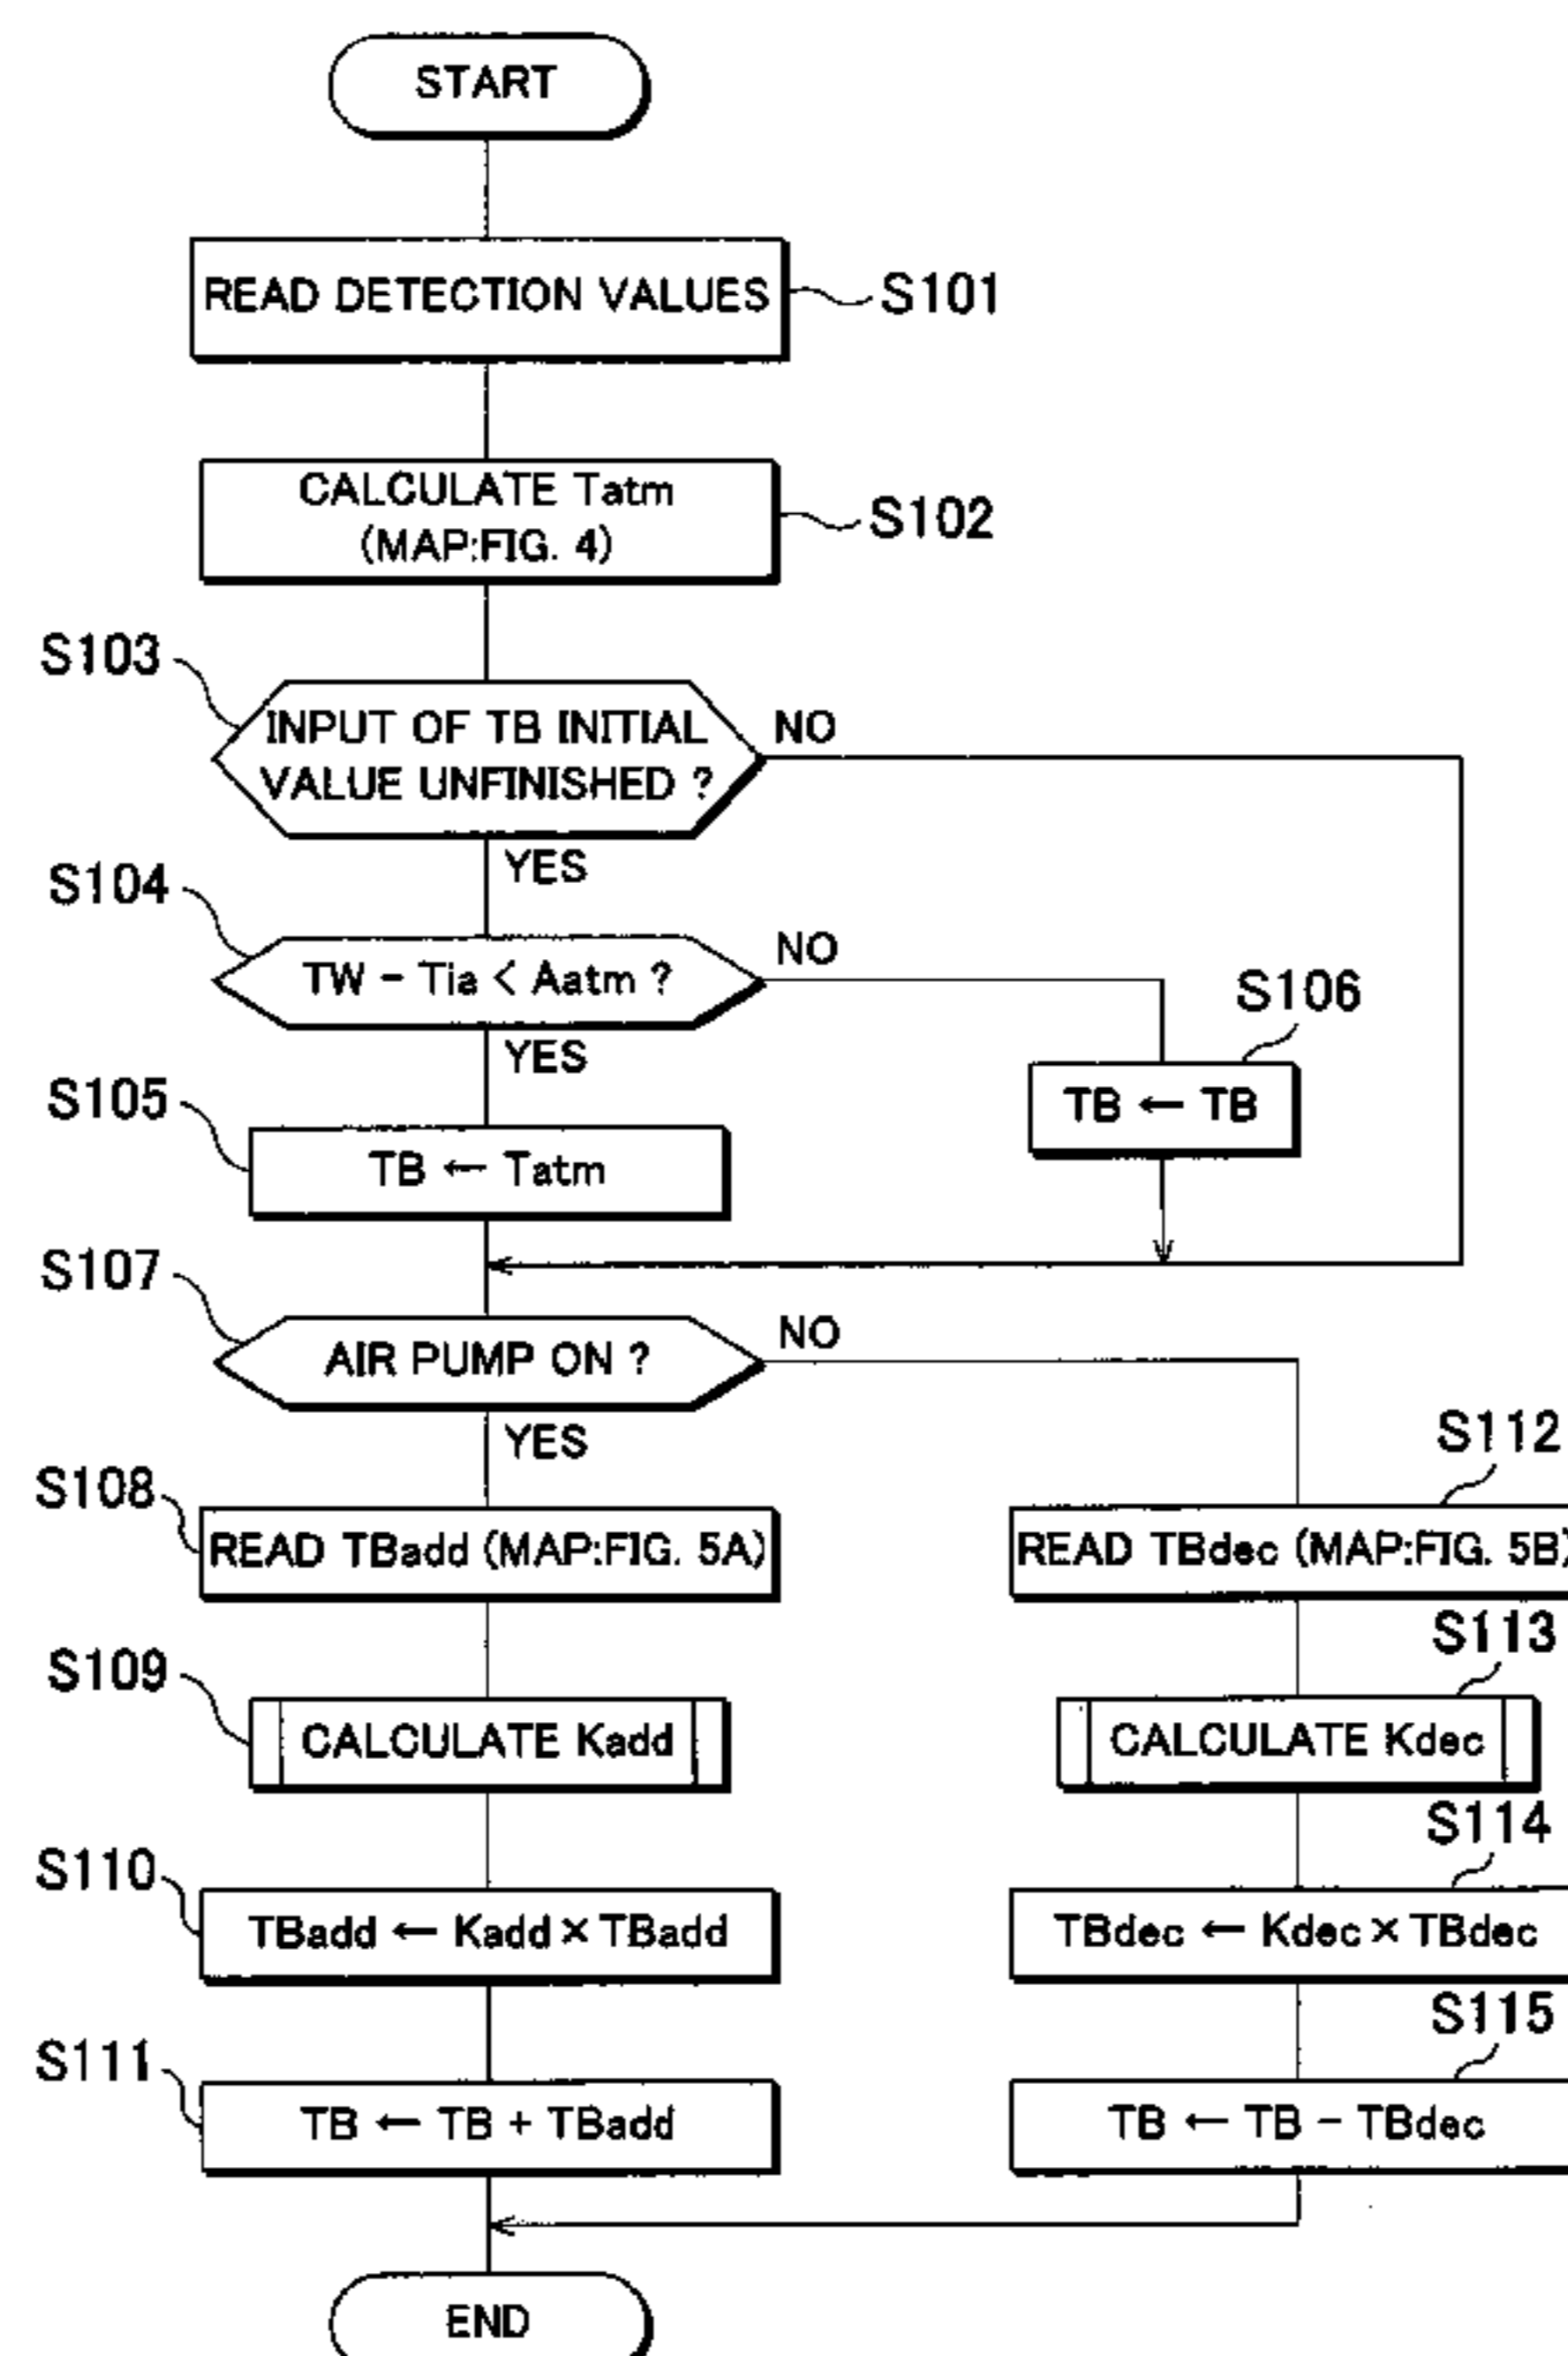 START
READ DETECTION VALUES
S101
CALCULATE Tatm
(MAP:FIG. 4)
S102
S103
INPUT OF TB INITIAL
VALUE UNFINISHED ?
NO
YES
S104
TW - Tia < Aatm ?
NO
YES
S106
TB ← TB
S105
TB ← Tatm
S107
AIR PUMP ON ?
NO
YES
S108
READ TBadd (MAP:FIG. 5A)
S112
READ TBdec (MAP:FIG. 5B)
S109
CALCULATE Kadd
S113
CALCULATE Kdec
S110
TBadd ← Kadd × TBadd
S114
TBdec ← Kdec × TBdec
S111
TB ← TB + TBadd
S115
TB ← TB - TBdec
END